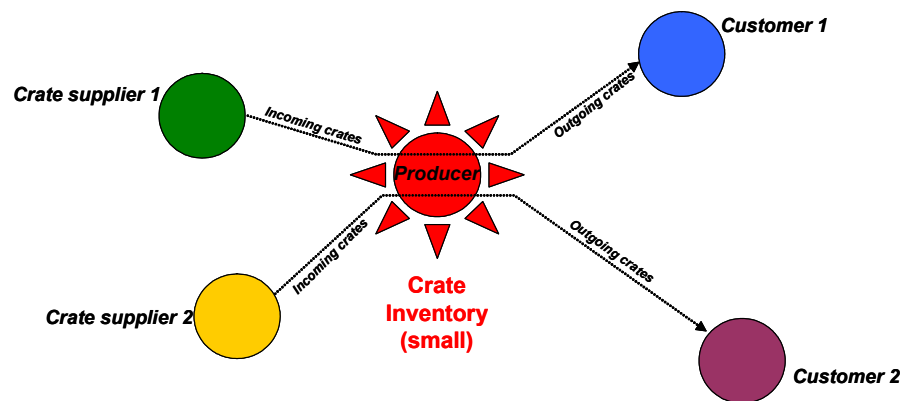 Customer 1
Crate supplier 1
Incoming crates
Outgoing crates
Producer
Incoming crates
Outgoing crates
Crate
Inventory
(small)
Crate supplier 2
Customer 2